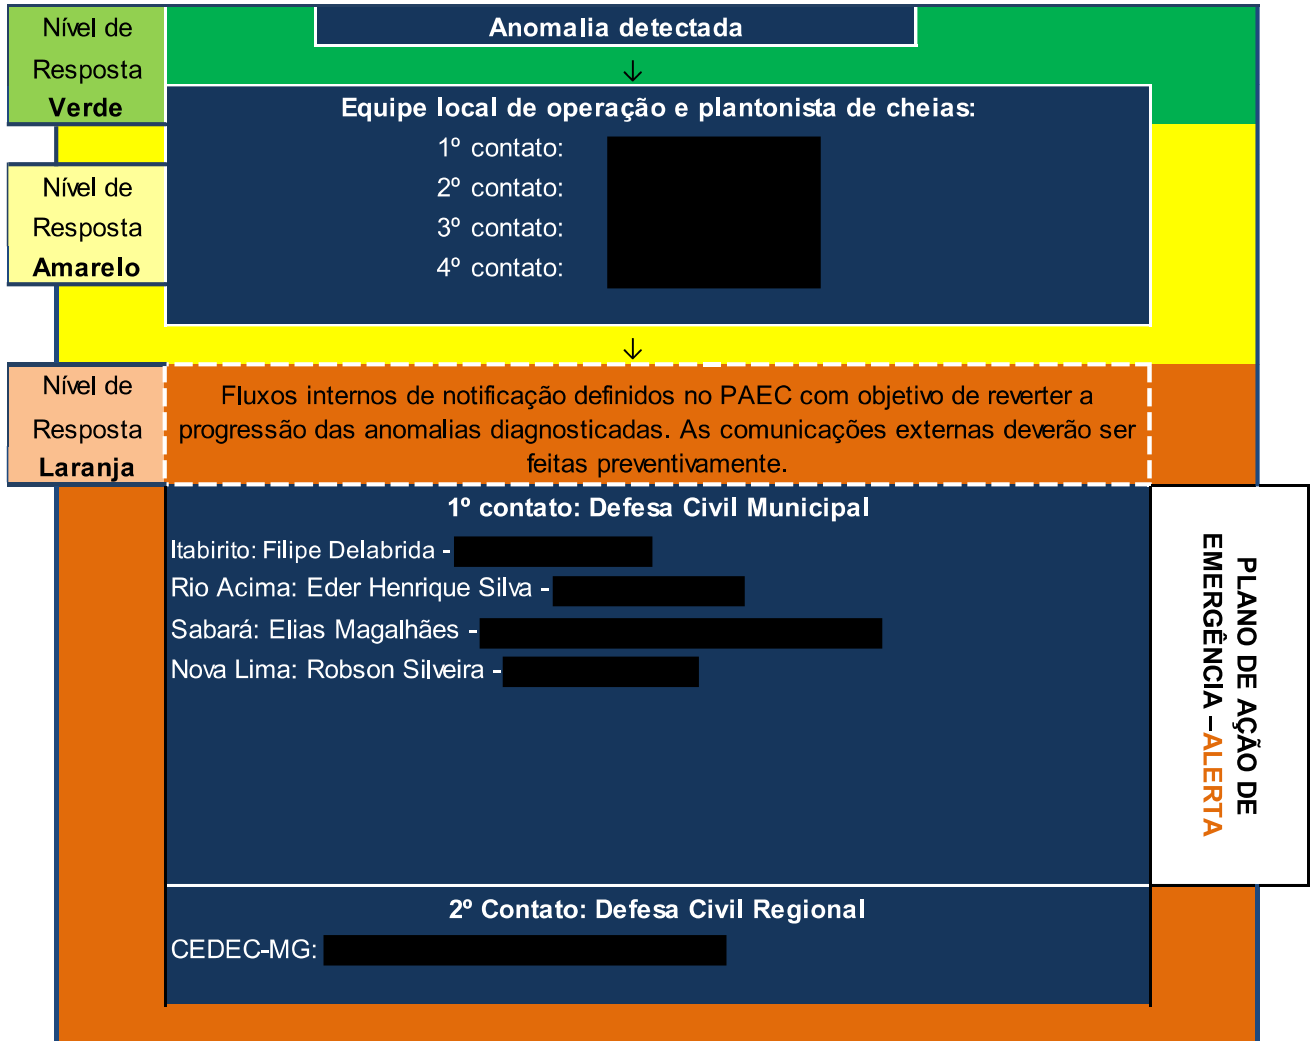 Nível de
Resposta
Verde
Anomalia detectada
↓
Equipe local de operação e plantonista de cheias:
1º contato:
2º contato:
3º contato:
4º contato:
Nível de
Resposta
Amarelo
↓
Nível de
Resposta
Laranja
Fluxos internos de notificação definidos no PAEC com objetivo de reverter a
progressão das anomalias diagnosticadas. As comunicações externas deverão ser
feitas preventivamente.
1º contato: Defesa Civil Municipal
Itabirito: Filipe Delabrida -
Rio Acima: Eder Henrique Silva -
Sabará: Elias Magalhães -
Nova Lima: Robson Silveira -
PLANO DE AÇÃO DE
EMERGÊNCIA –ALERTA
2º Contato: Defesa Civil Regional
CEDEC-MG: